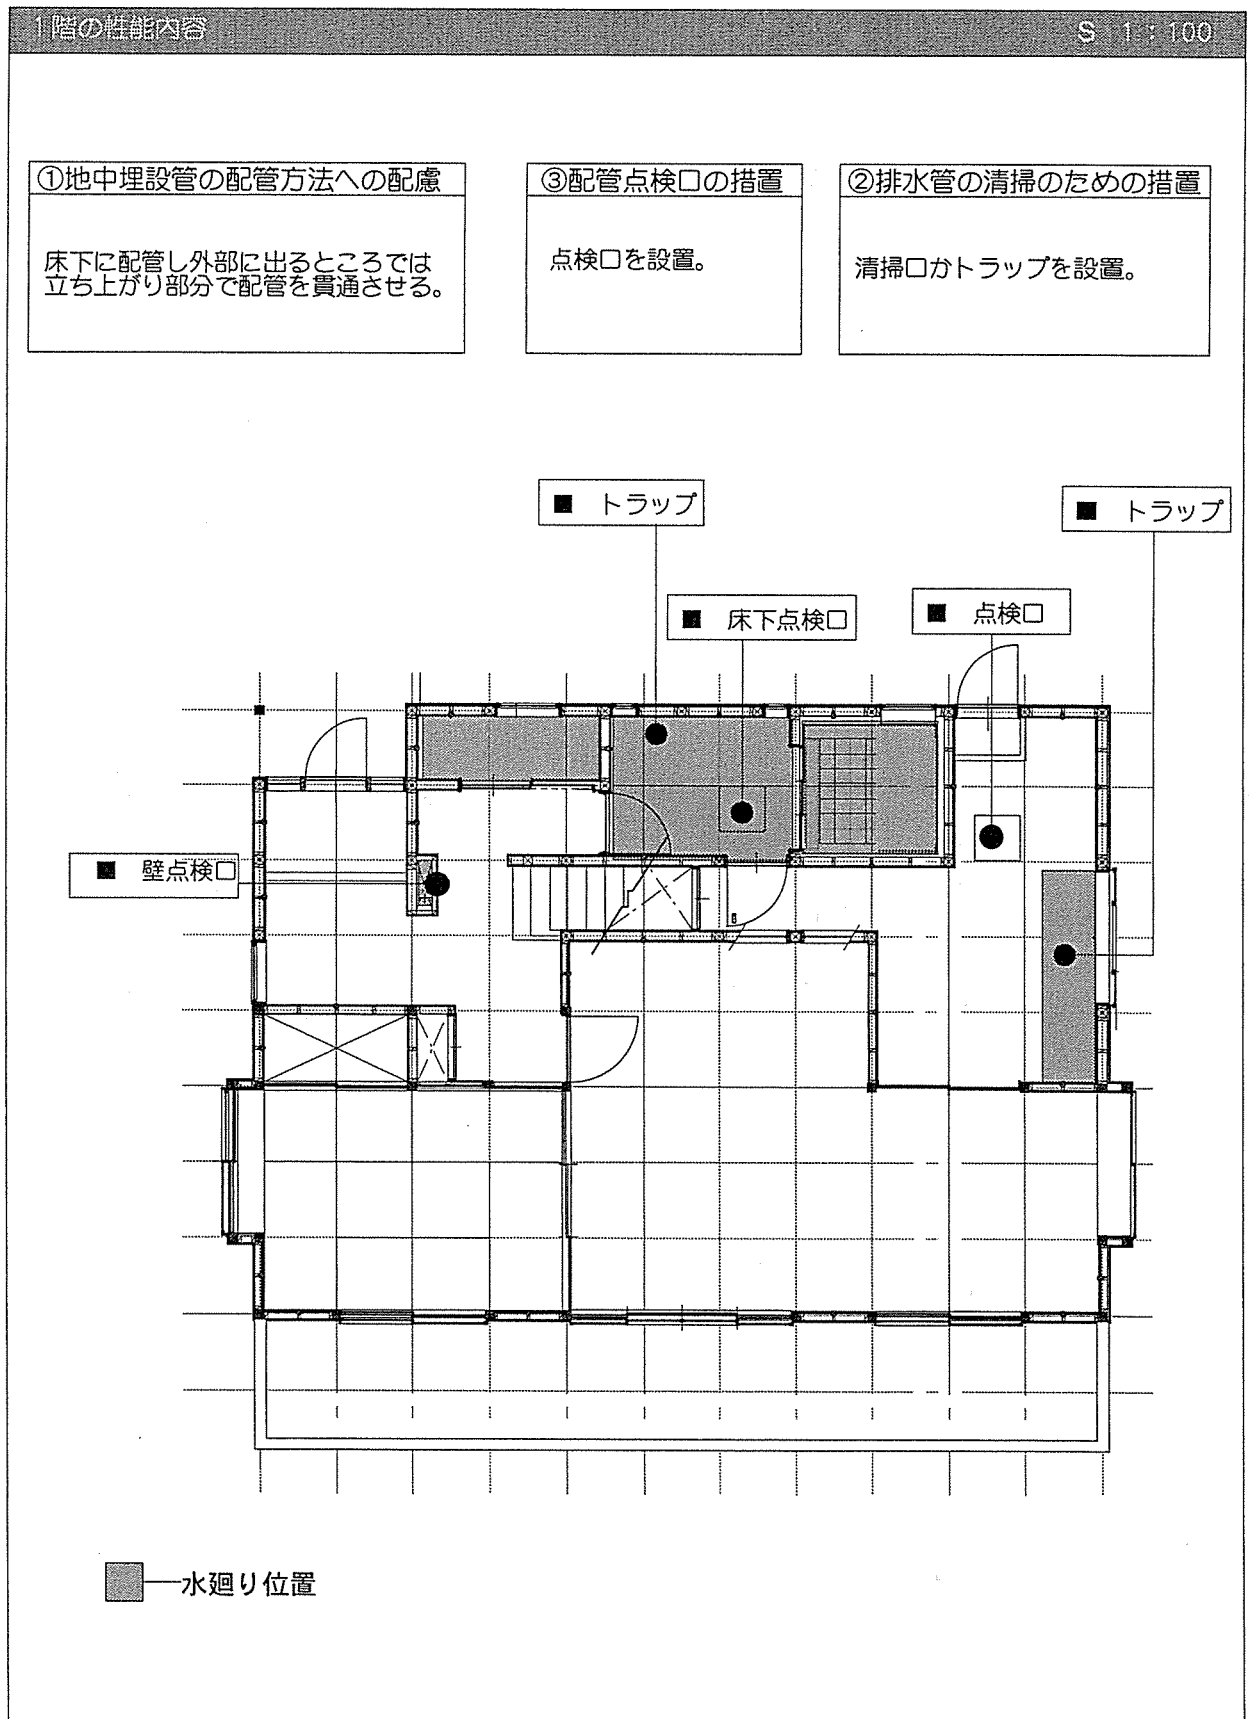 1階の性能内容
S 1:100
①地中埋設管の配管方法への配慮
床下に配管し外部に出るところでは
立ち上がり部分で配管を貫通させる。
③配管点検口の措置
点検口を設置。
②排水管の清掃のための措置
清掃口かトラップを設置。
■ トラップ
■ トラップ
■ 床下点検口
■ 点検口
■ 壁点検口
水廻り位置